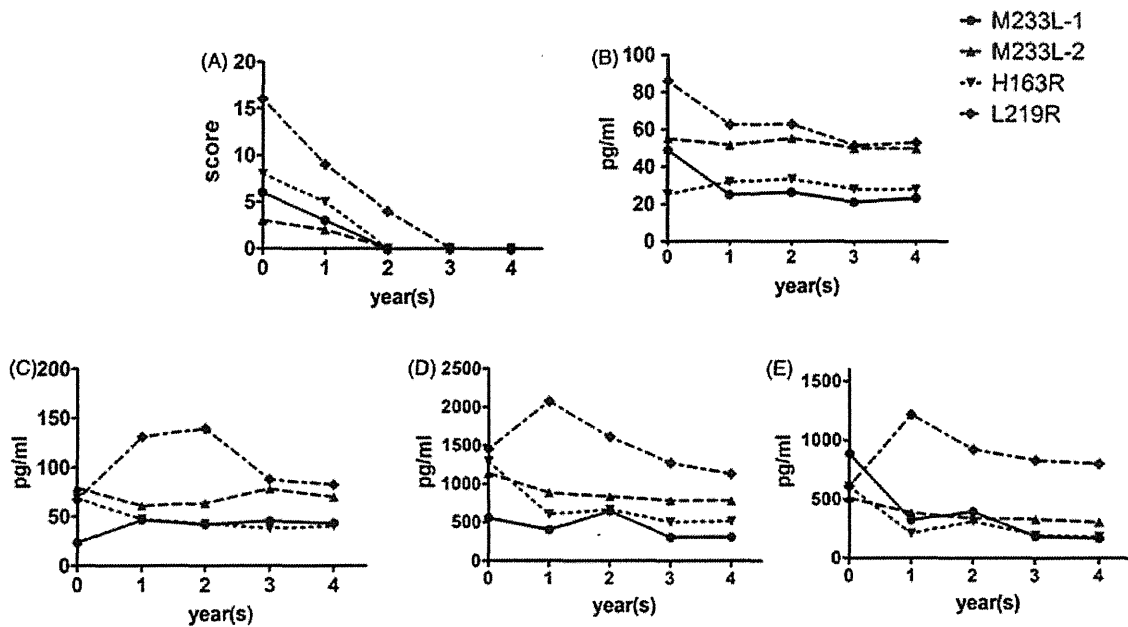 M233L-1
M233L-2
H163R
L219R
(A)
20
15
10
5
0
score
0 1 2 3 4
year(s)
(B)
100
80
60
40
20
0
pg/ml
0 1 2 3 4
year(s)
(C)
200
150
100
50
0
pg/ml
0 1 2 3 4
year(s)
(D)
2500
2000
1500
1000
500
0
pg/ml
0 1 2 3 4
year(s)
(E)
1500
1000
500
0
pg/ml
0 1 2 3 4
year(s)